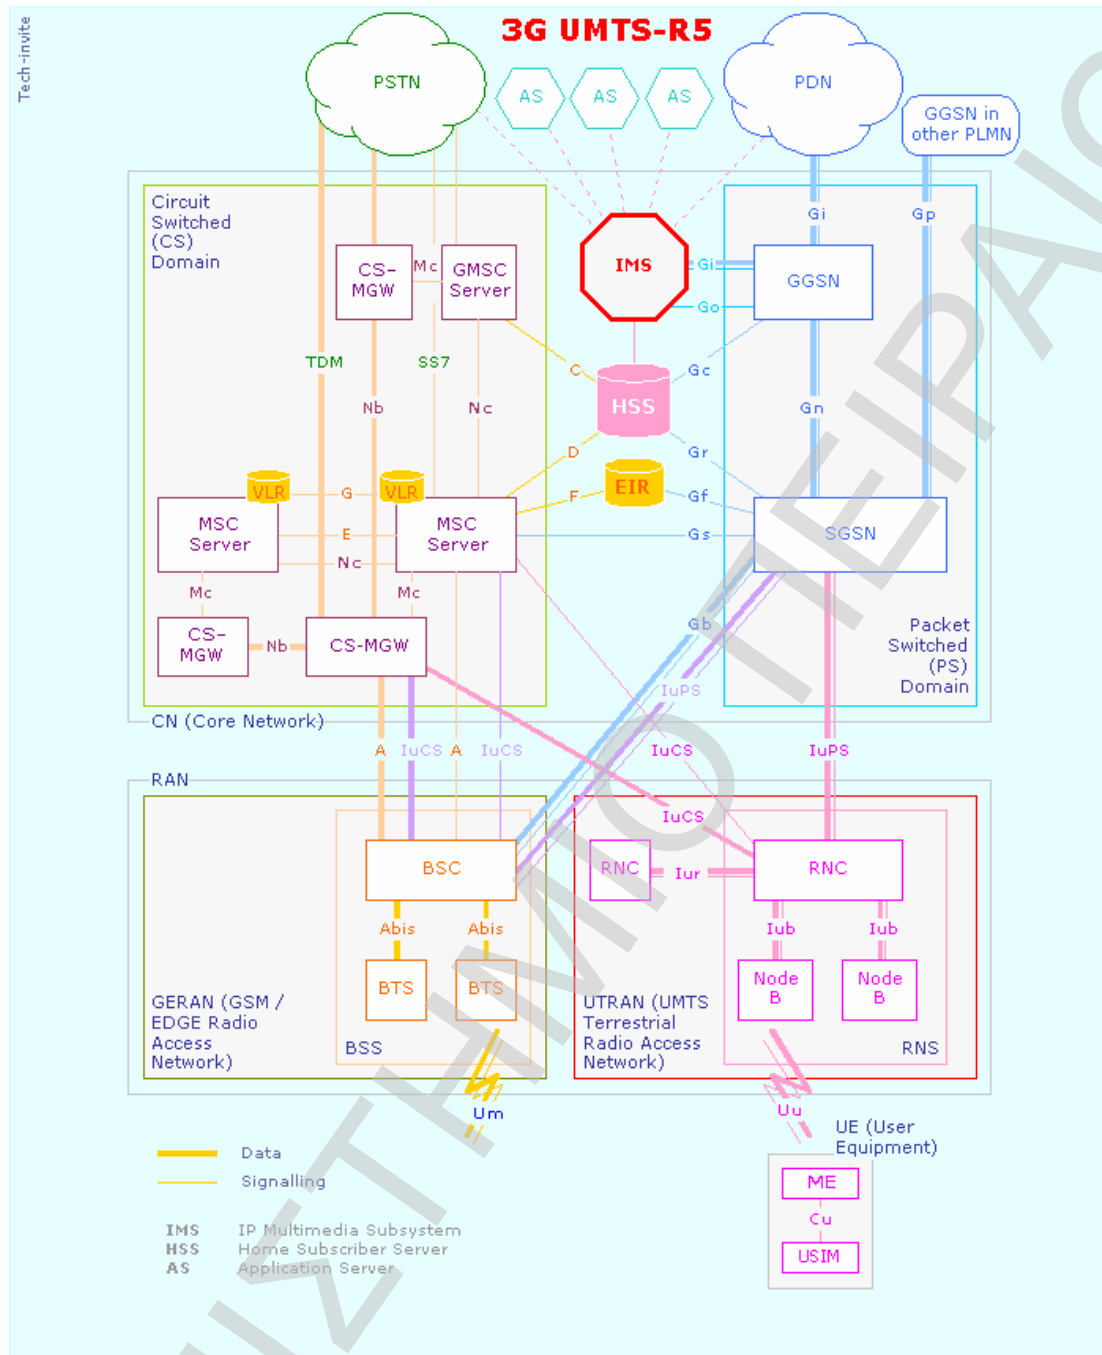 3G UMTS-R5
Tech-invite
PSTN
AS
AS
AS
PDN
GGSN in
other PLMN
Circuit
Switched
(CS)
Domain
Gi
Gp
CS-
MGW
Mc
GMSC
Server
IMS
Gi
GGSN
Go
TDM
SS7
C
Gc
Nb
Nc
HSS
Gn
D
Gr
VLR
G
VLR
F
EIR
Gf
MSC
Server
E
MSC
Server
Gs
SGSN
Nc
Mc
Mc
CS-
MGW
Nb
CS-MGW
Gb
Packet
Switched
(PS)
Domain
IuPS
CN (Core Network)
A
IuCS
A
IuCS
IuCS
IuPS
RAN
IuCS
BSC
RNC
Iur
RNC
Abis
Abis
Iub
Iub
BTS
BTS
Node
B
Node
B
GERAN (GSM /
EDGE Radio
Access
Network)
BSS
UTRAN (UMTS
Terrestrial
Radio Access
Network)
RNS
Um
Uu
UE (User
Equipment)
Data
Signalling
ME
Cu
USIM
IMS IP Multimedia Subsystem
HSS Home Subscriber Server
AS Application Server
ΙΣΤΗΜΙΟ ΠΕΙΡΑΙΩ